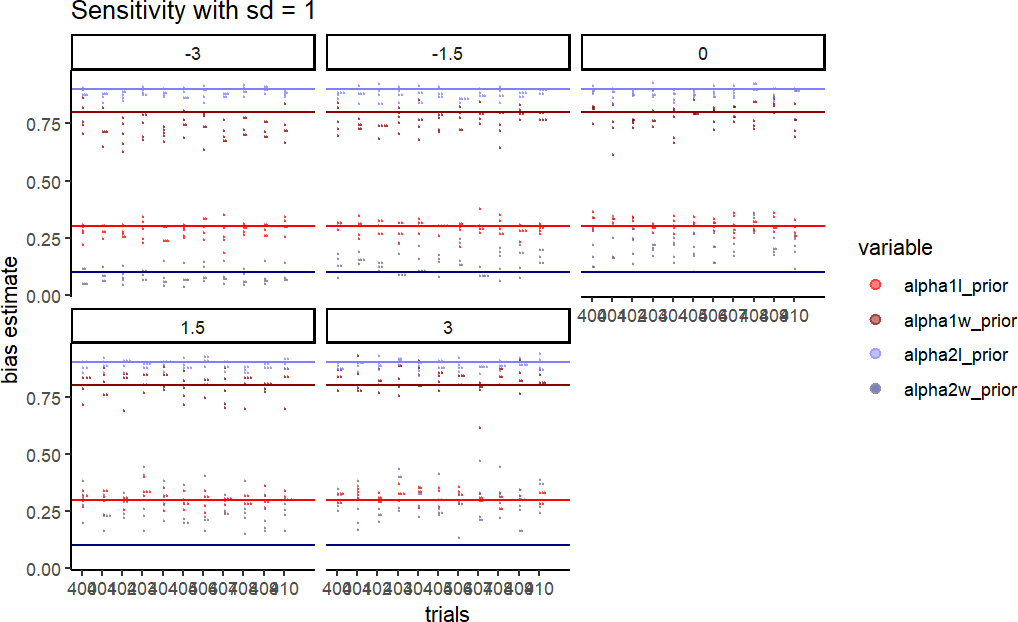 Sensitivity with sd = 1
-3
-1.5
0
0.75
0.50
0.25
0.00
1.5
3
0.75
0.50
0.25
0.00
bias estimate
trials
variable
alpha1l_prior
alpha1w_prior
alpha2l_prior
alpha2w_prior